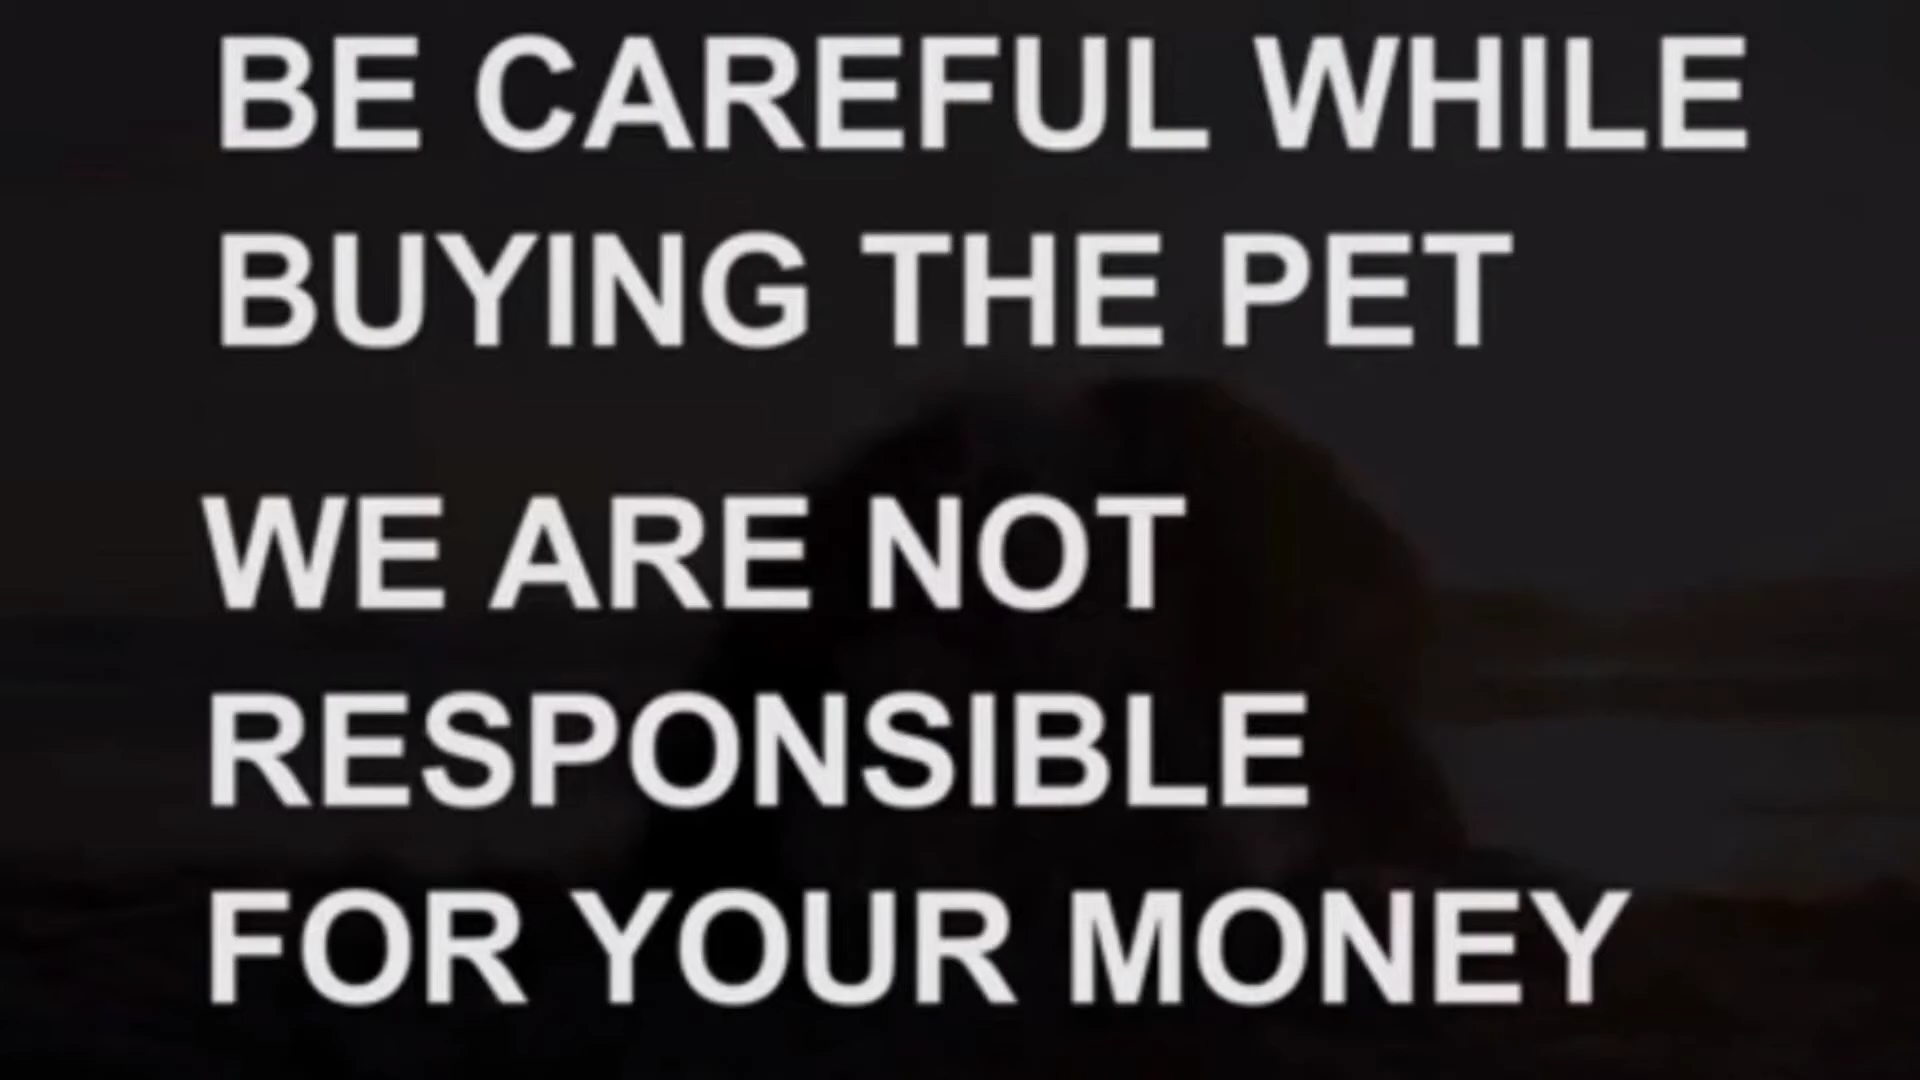 BE CAREFUL WHILE
BUYING THE PET
WE ARE NOT
RESPONSIBLE
FOR YOUR MONEY